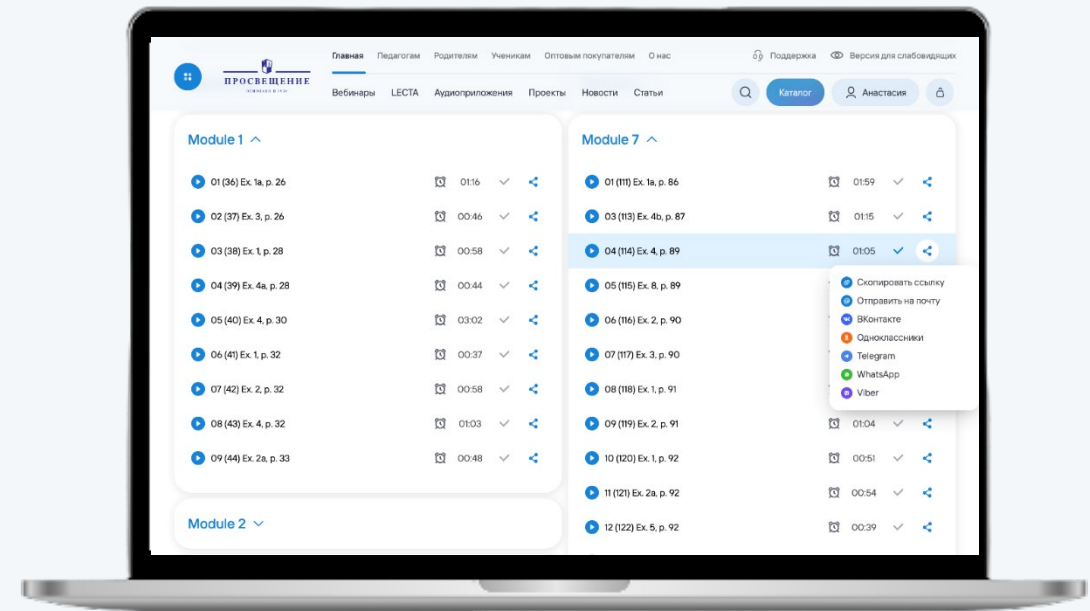 Главная Педагогам Родителям Ученикам Оптовым покупателям О нас Поддержка Версия для слабовидящих
ПРОСВЕЩЕНИЕ
Вебинары LECTA Аудиоприложения Проекты Новости Статьи Каталог Анастасия
Module 1
01 (36) Ex. 1a, p. 26 01:16
02 (37) Ex. 3, p. 26 00:46
03 (38) Ex. 1, p. 28 00:58
04 (39) Ex. 4a, p. 28 00:44
05 (40) Ex. 4, p. 30 03:02
06 (41) Ex. 1, p. 32 00:37
07 (42) Ex. 2, p. 32 00:58
08 (43) Ex. 4, p. 32 01:03
09 (44) Ex. 2a, p. 33 00:48
Module 2
Module 7
01 (111) Ex. 1a, p. 86 01:59
03 (113) Ex. 4b, p. 87 01:15
04 (114) Ex. 4, p. 89 01:05
05 (115) Ex. 8, p. 89
06 (116) Ex. 2, p. 90
07 (117) Ex. 3, p. 90
08 (118) Ex. 1, p. 91
09 (119) Ex. 2, p. 91 01:04
10 (120) Ex. 1, p. 92 00:51
11 (121) Ex. 2a, p. 92 00:54
12 (122) Ex. 5, p. 92 00:39
Скопировать ссылку
Отправить на почту
ВКонтакте
Одноклассники
Telegram
WhatsApp
Viber